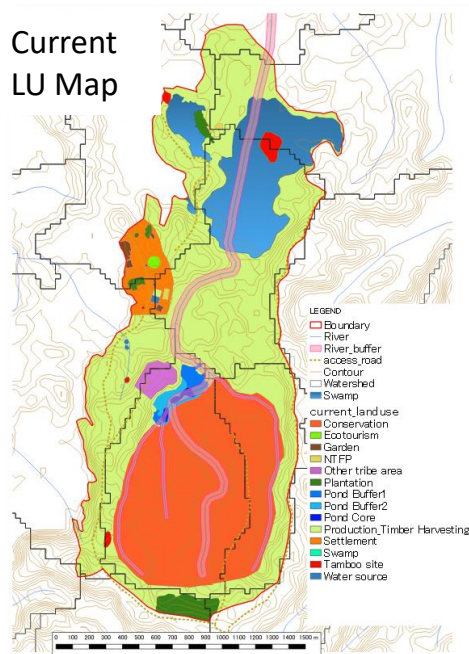 Current
LU Map
LEGEND
Boundary
River
River_buffer
access_road
Contour
Watershed
Swamp
current_land use
Conservation
Ecotourism
Garden
NTFP
Other tribe area
Plantation
Pond Buffer1
Pond Buffer2
Pond Core
Production_Timber Harvesting
Settlement
Swamp
Tamboo site
Water source
0 100 200 300 400 500 600 700 800 900 1000 1100 1200 1300 1400 1500 m